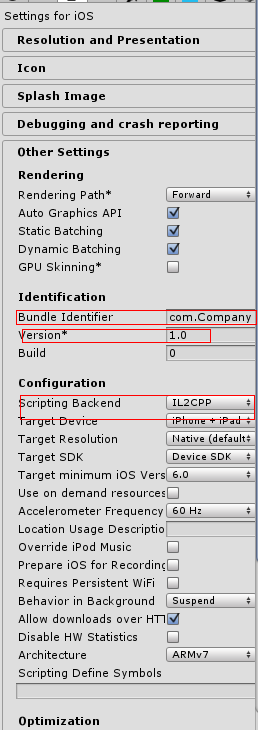 Settings for iOS
Resolution and Presentation
Icon
Splash Image
Debugging and crash reporting
Other Settings
Rendering
Rendering Path* Forward
Auto Graphics API
Static Batching
Dynamic Batching
GPU Skinning*
Identification
Bundle Identifier com.Company
Version* 1.0
Build 0
Configuration
Scripting Backend IL2CPP
Target Device iPhone + iPad
Target Resolution Native (default
Target SDK Device SDK
Target minimum iOS Vers 6.0
Use on demand resources
Accelerometer Frequency 60 Hz
Location Usage Descriptio
Override iPod Music
Prepare iOS for Recording
Requires Persistent WiFi
Behavior in Background Suspend
Allow downloads over HTT
Disable HW Statistics
Architecture ARMv7
Scripting Define Symbols
Optimization